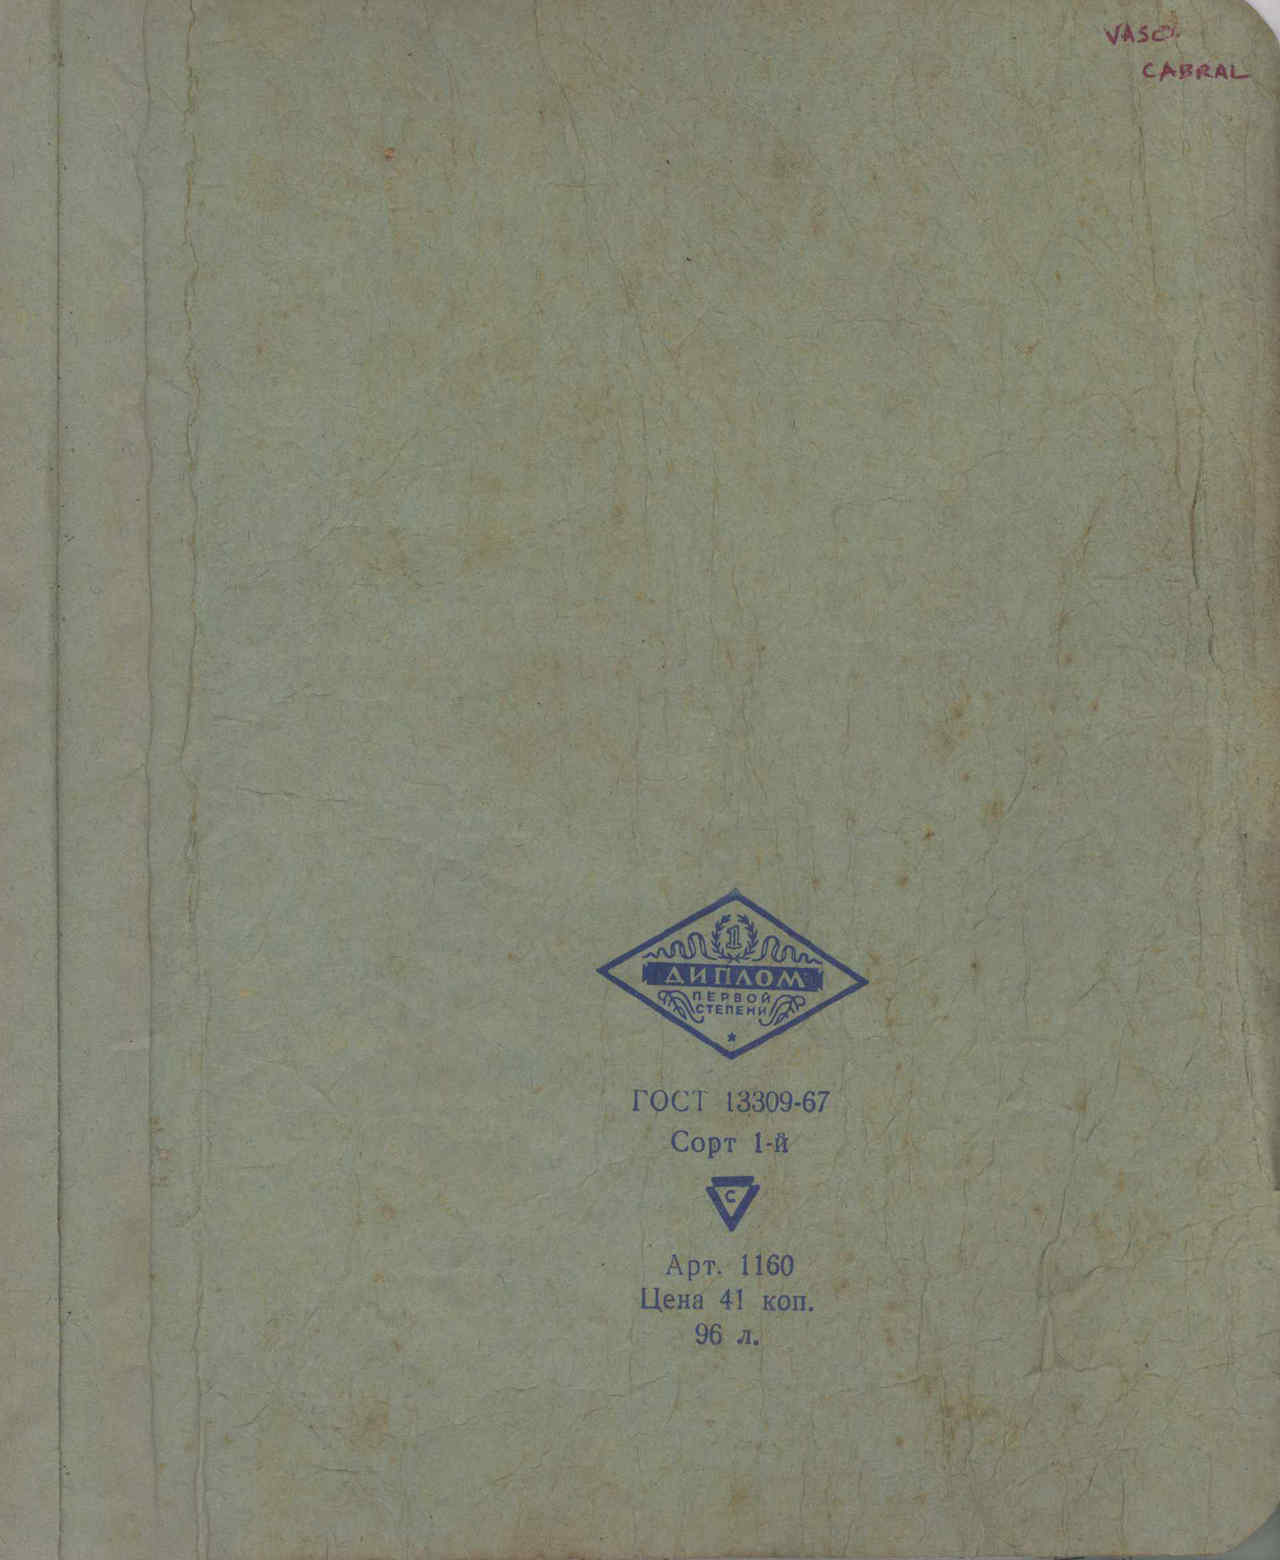 VASCO
CABRAL
1
ДИПЛОМ
ПЕРВОЙ
СТЕПЕНИ
ГОСТ 13309-67
Сорт 1-й
С
Арт. 1160
Цена 41 коп.
96 л.